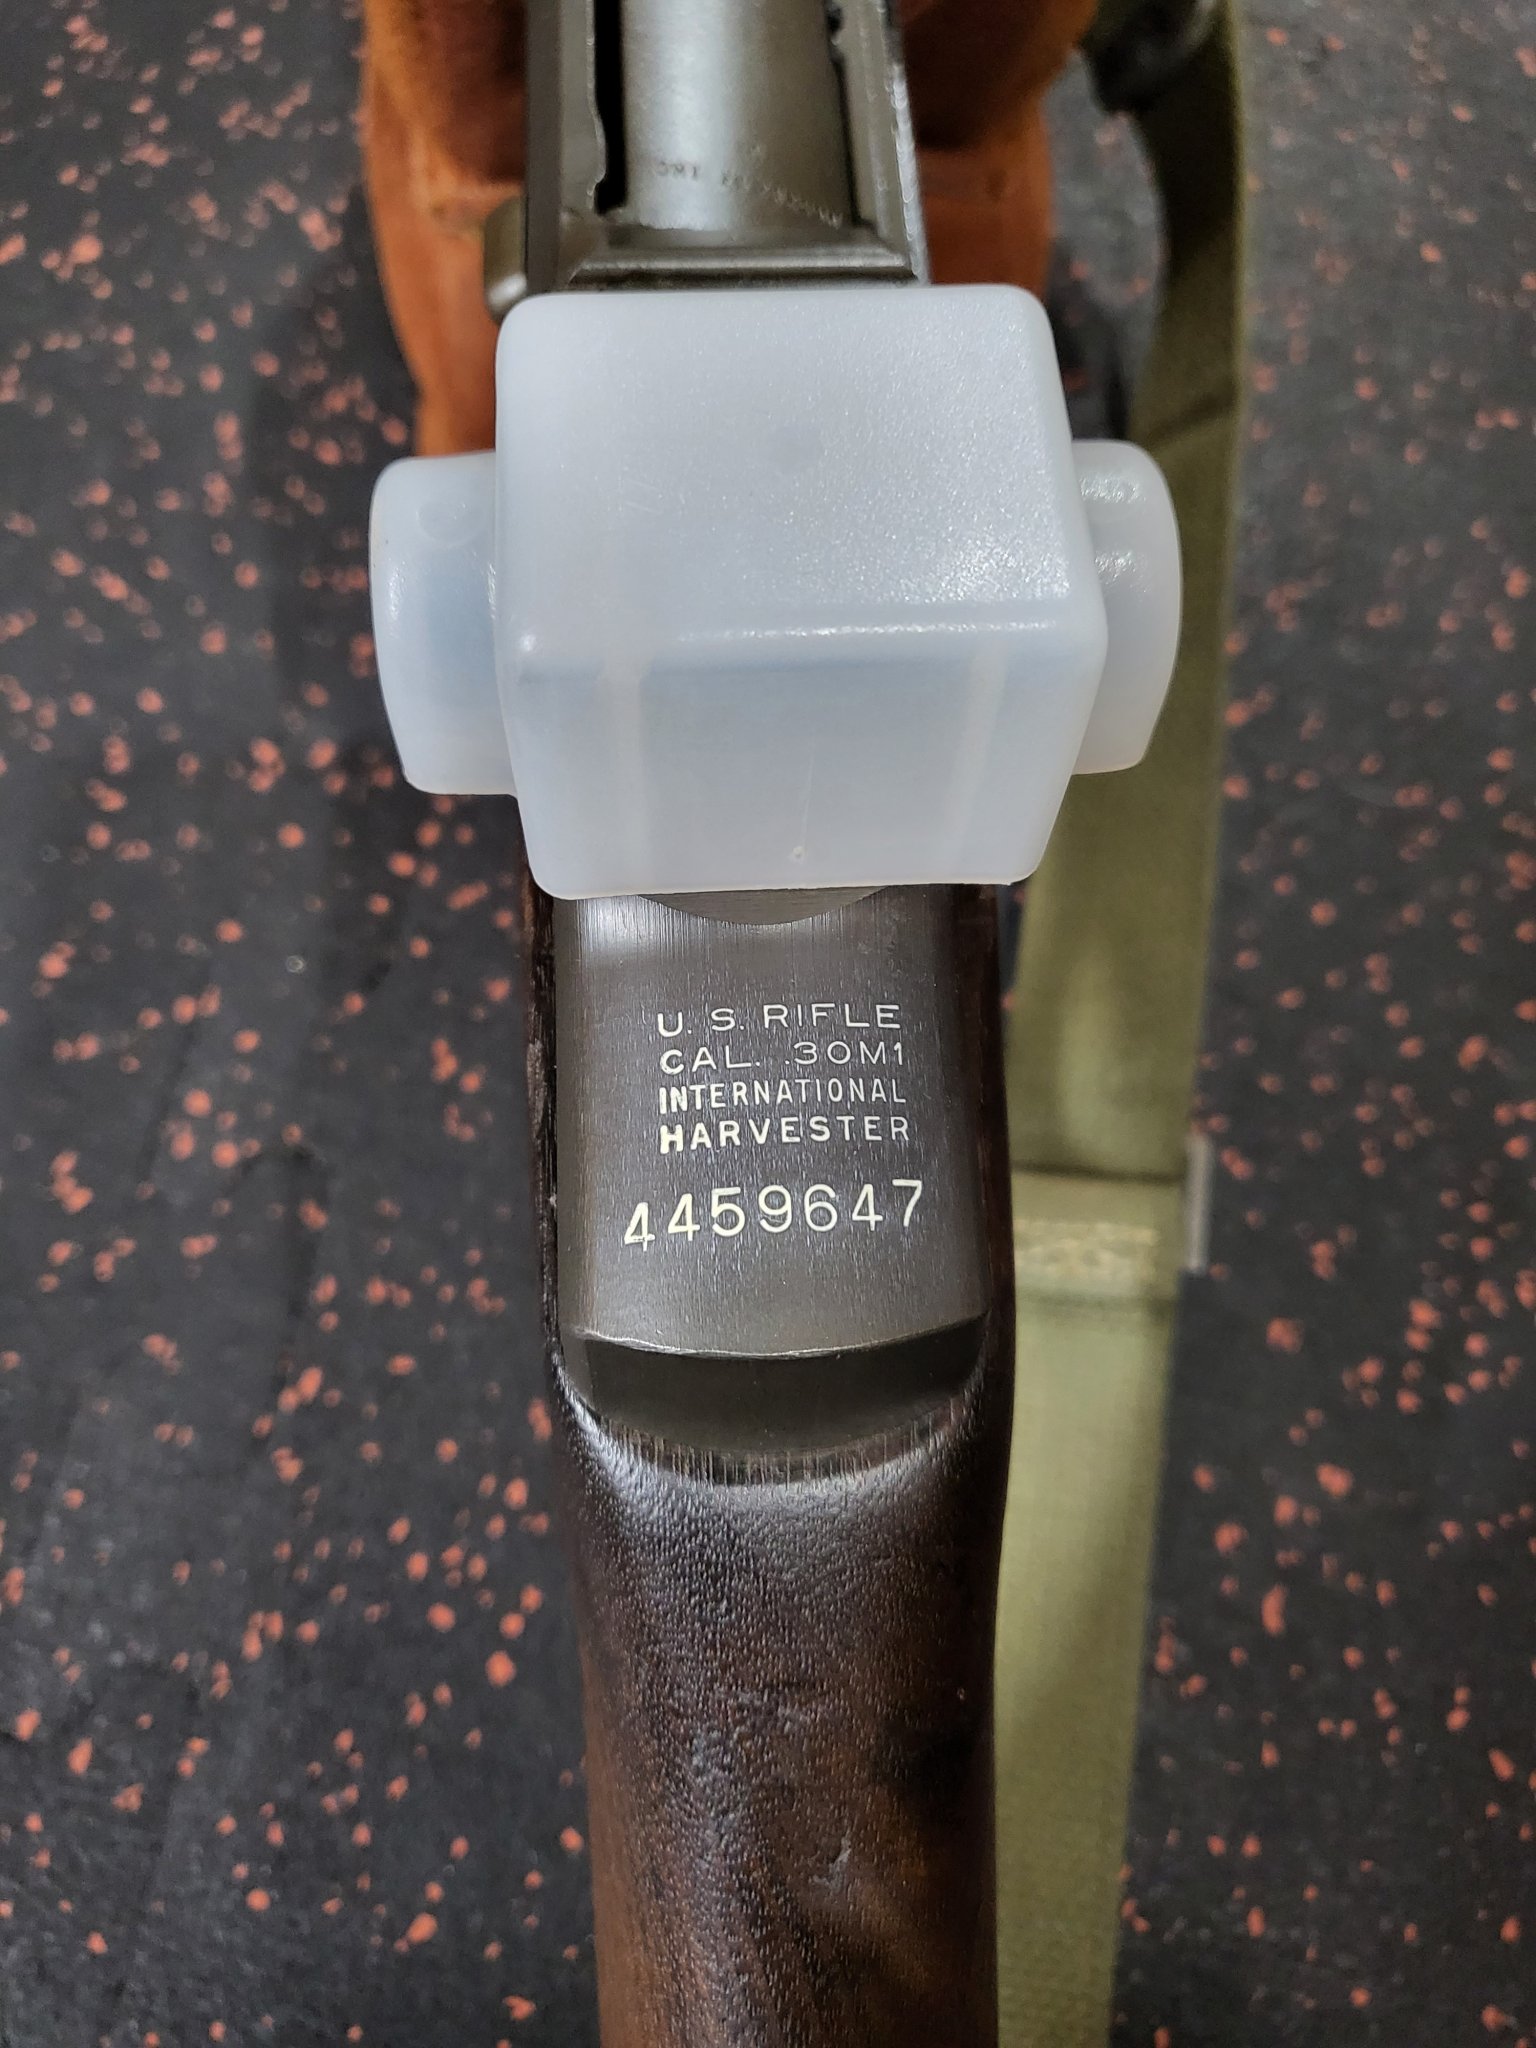 U. S. RIFLE
CAL. .30M1
INTERNATIONAL
HARVESTER
4459647